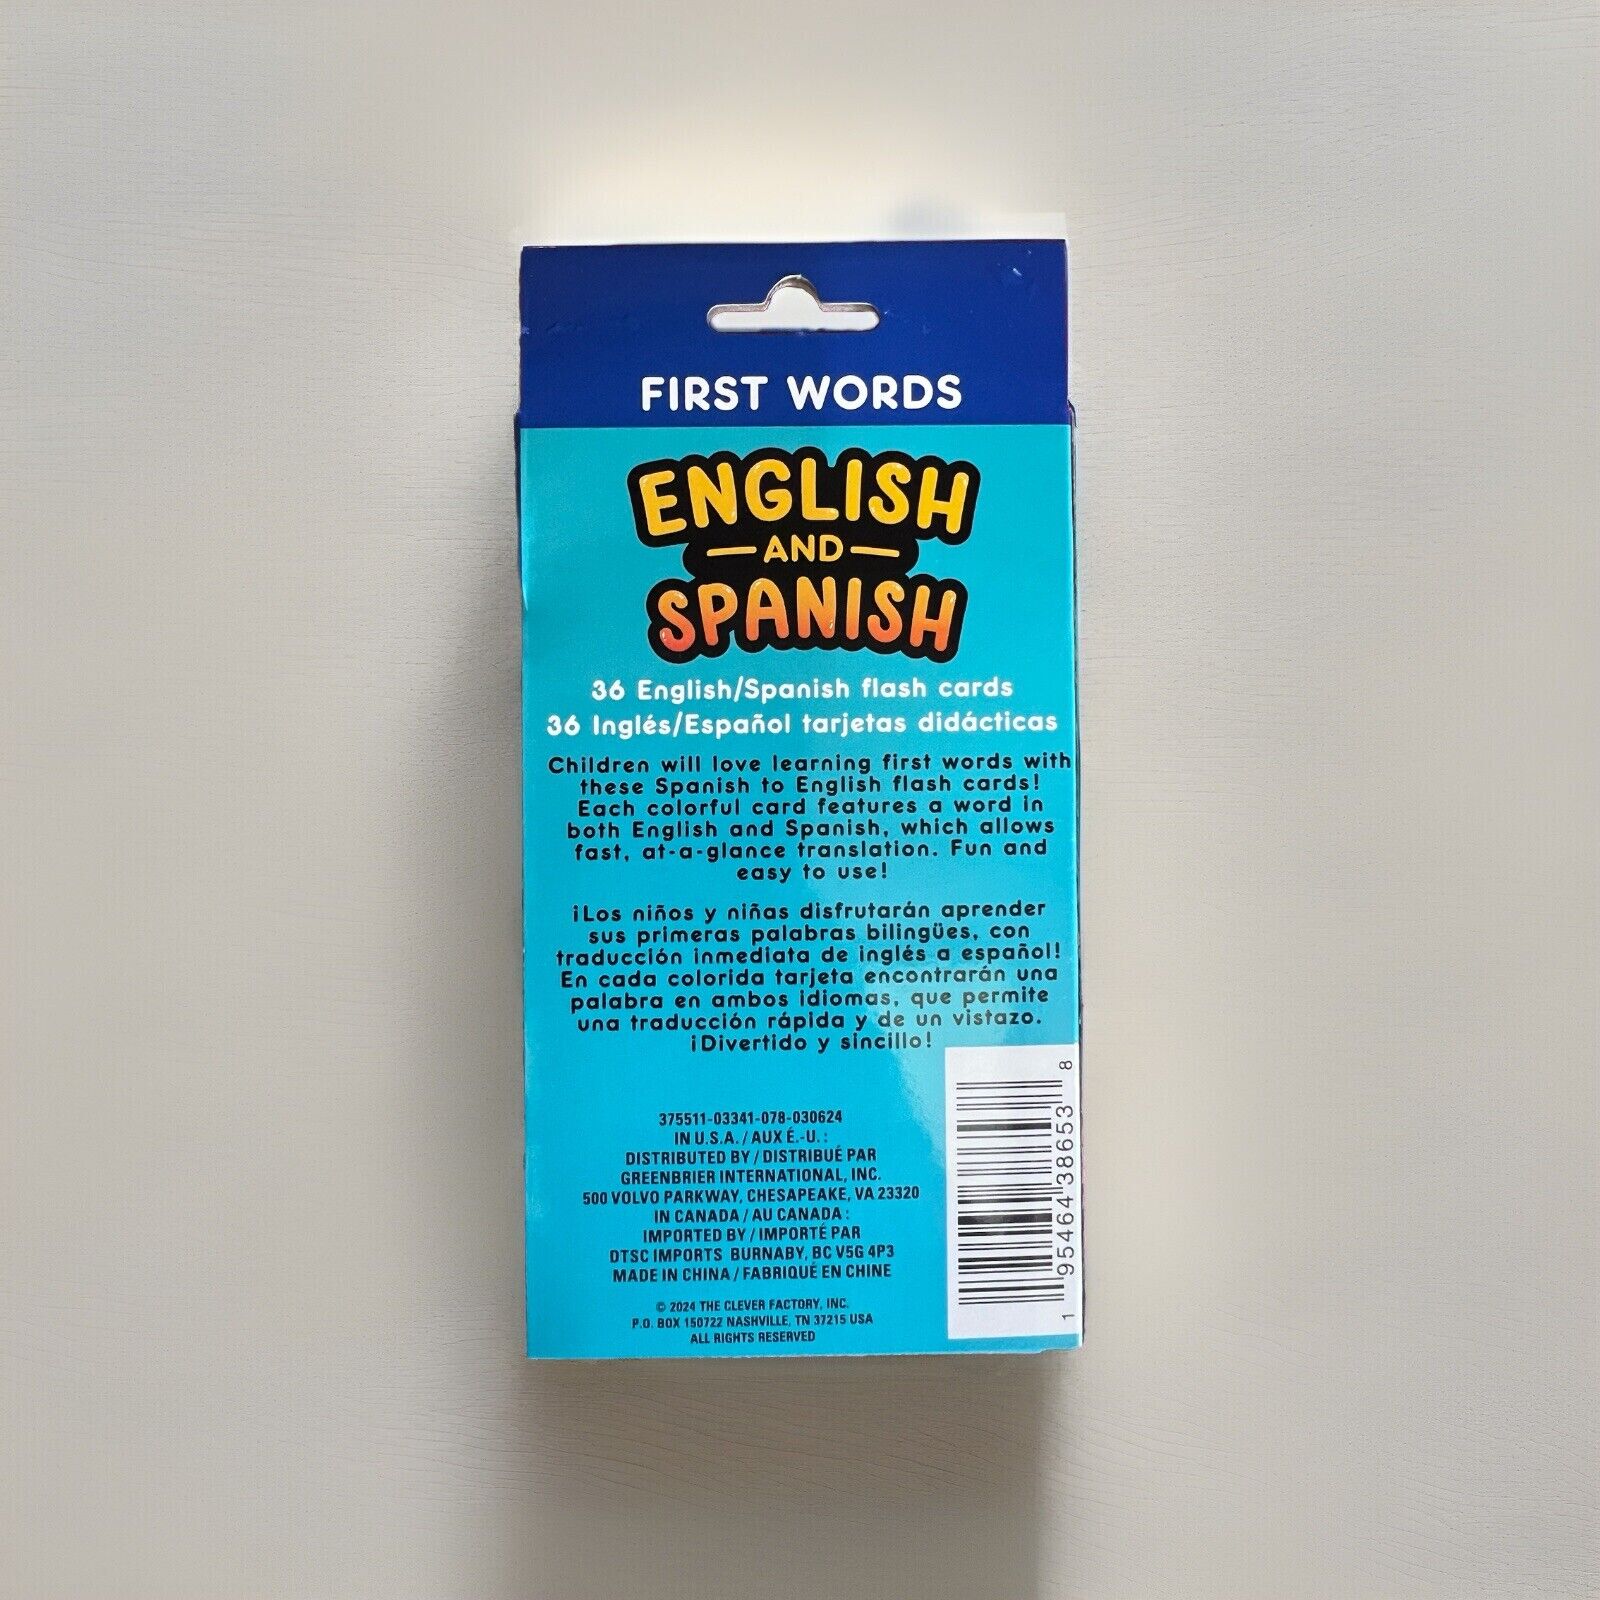 FIRST WORDS
ENGLISH
AND
SPANISH
36 English/Spanish flash cards
36 Inglés/Español tarjetas didácticas
Children will love learning first words with
these Spanish to English flash cards!
Each colorful card features a word in
both English and Spanish, which allows
fast, at-a-glance translation. Fun and
easy to use!
¡Los niños y niñas disfrutarán aprender
sus primeras palabras bilingües, con
traducción inmediata de inglés a español!
En cada colorida tarjeta encontrarán una
palabra en ambos idiomas, que permite
una traducción rápida y de un vistazo.
¡Divertido y sincillo!
375511-03341-078-030624
IN U.S.A. / AUX É.-U. :
DISTRIBUTED BY / DISTRIBUÉ PAR
GREENBRIER INTERNATIONAL, INC.
500 VOLVO PARKWAY, CHESAPEAKE, VA 23320
IN CANADA / AU CANADA :
IMPORTED BY / IMPORTÉ PAR
DTSC IMPORTS BURNABY, BC V5G 4P3
MADE IN CHINA / FABRIQUÉ EN CHINE
© 2024 THE CLEVER FACTORY, INC.
P.O. BOX 150722 NASHVILLE, TN 37215 USA
ALL RIGHTS RESERVED
1 95464 38653 8